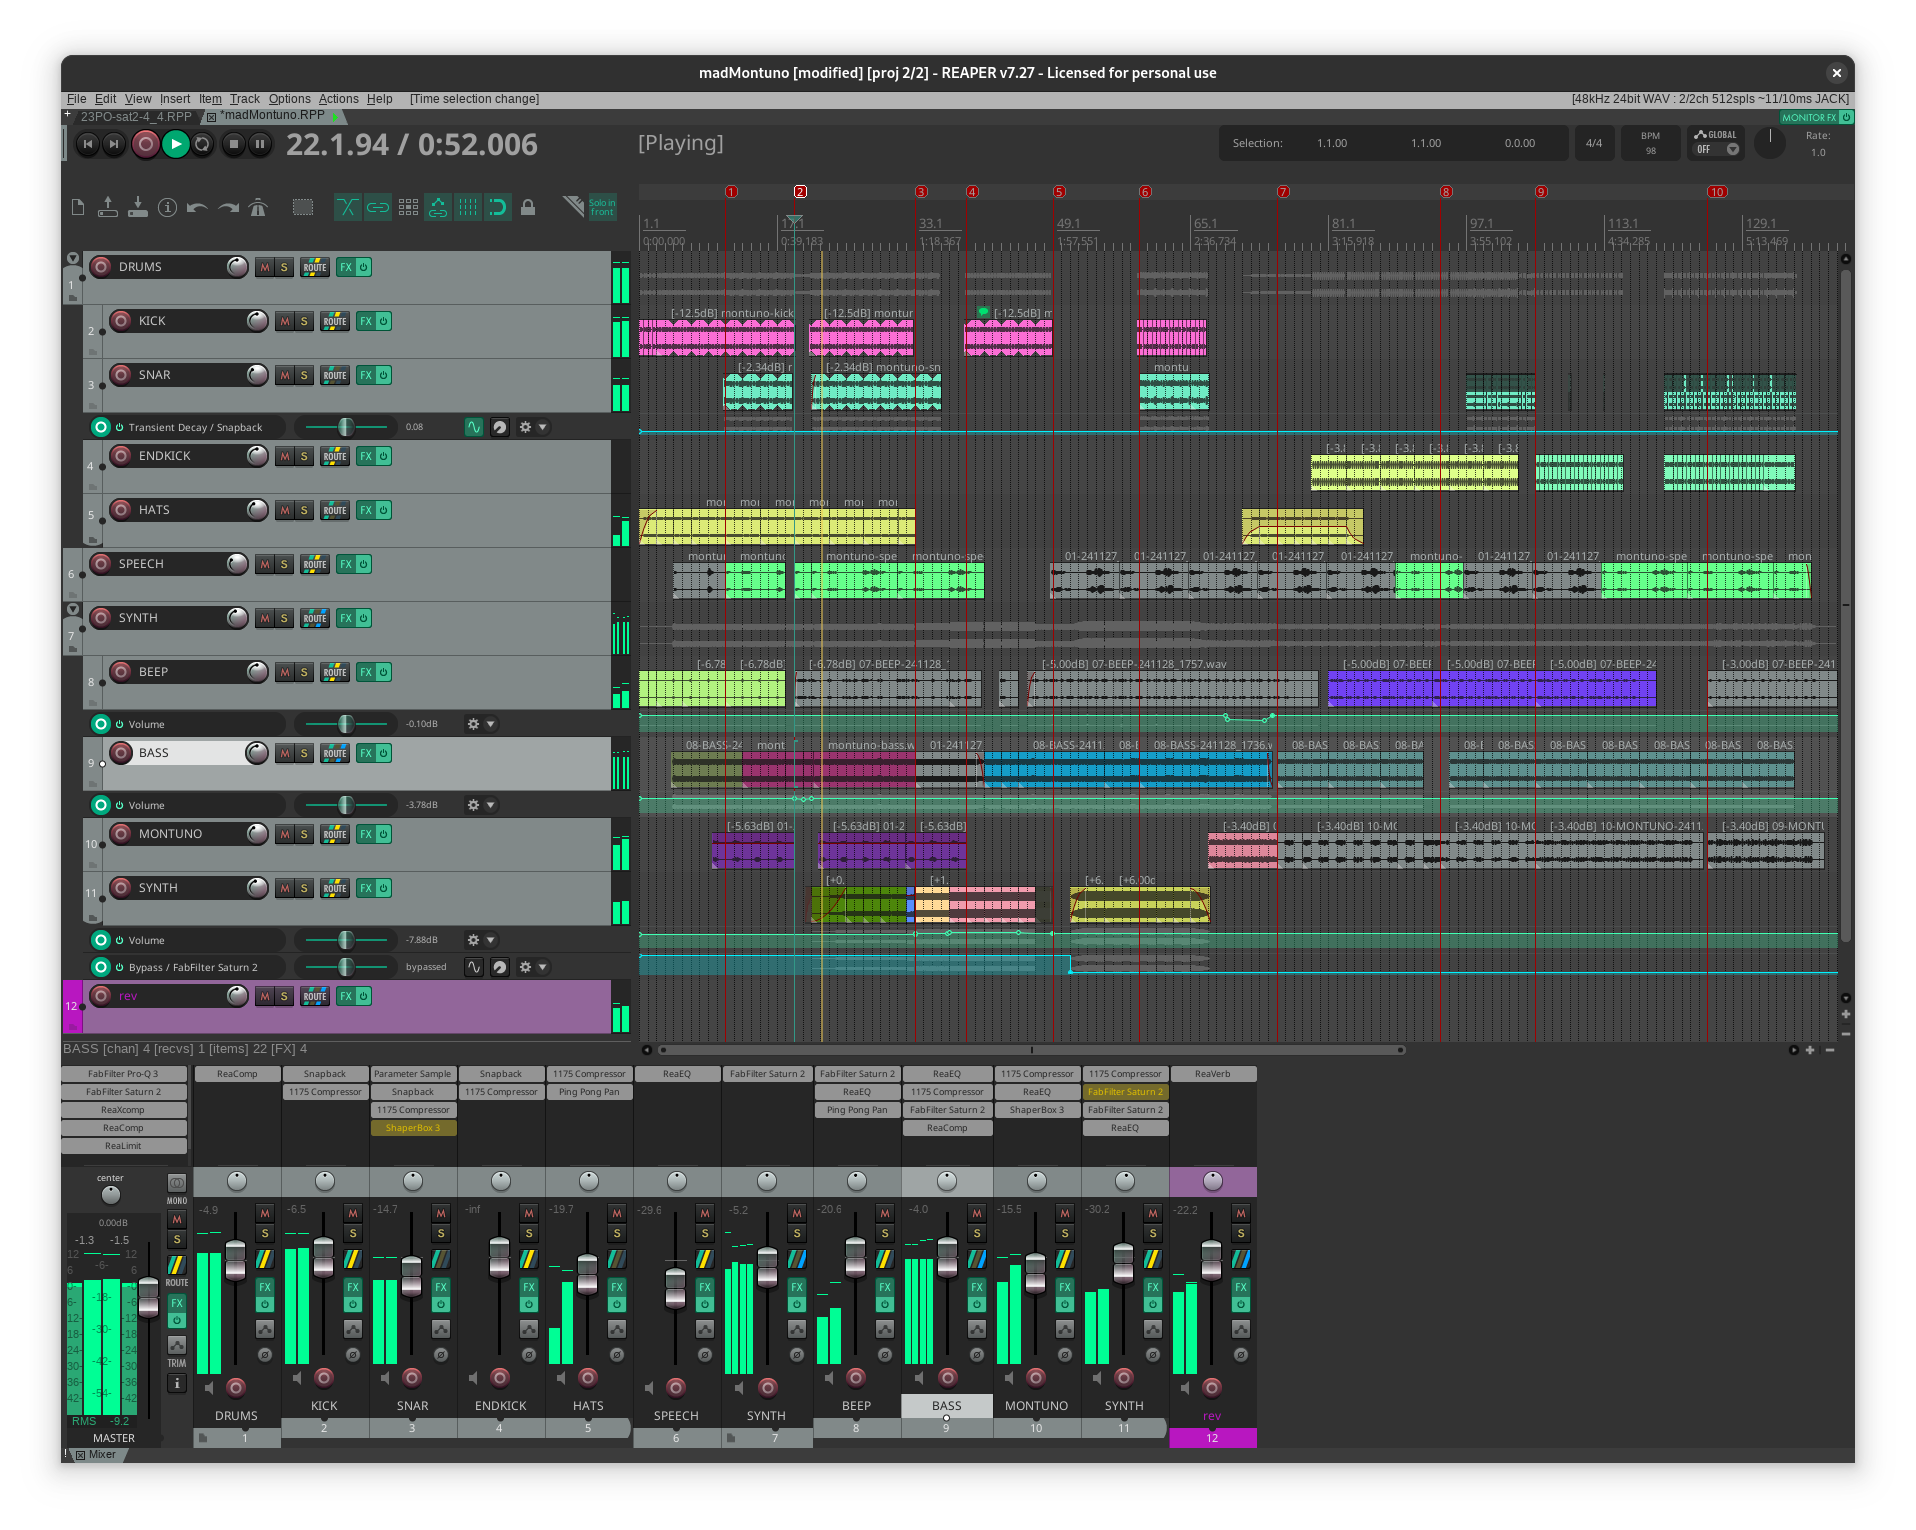 madMontuno [modified] [proj 2/2] - REAPER v7.27 - Licensed for personal use
File Edit View Insert Item Track Options Actions Help [Time selection change] [48kHz 24bit WAV : 2/2ch 512spls ~11/10ms JACK]
23PO-sat2-4_4.RPP *madMontuno.RPP MONITOR FX
22.1.94 / 0:52.006 [Playing] Selection: 1.1.00 1.1.00 0.0.00 4/4 BPM 98 GLOBAL OFF Rate: 1.0
Solo in front
1 2 3 4 5 6 7 8 9 10
1.1 17.1 33.1 49.1 65.1 81.1 97.1 113.1 129.1
0:00.000 0:39.183 1:18.367 1:57.551 2:36.734 3:15.918 3:55.102 4:34.285 5:13.469
1 DRUMS M S ROUTE FX
2 KICK M S ROUTE FX [-12.5dB] montuno-kick [-12.5dB] montur [-12.5dB] m
3 SNAR M S ROUTE FX [-2.34dB] r [-2.34dB] montuno-sn montu
Transient Decay / Snapback 0.08
4 ENDKICK M S ROUTE FX
5 HATS M S ROUTE FX
6 SPEECH M S ROUTE FX montu montunc montuno-spe montuno-spe 01-241127 01-241127 01-241127 01-241127 01-241127 montuno- 01-241127 01-241127 montuno-spe montuno-spe mon
7 SYNTH M S ROUTE FX
8 BEEP M S ROUTE FX [-6.78 [-6.78dB] [-6.78dB] 07-BEEP-241128_ [-5.00dB] 07-BEEP-241128_1757.wav [-5.00dB] 07-BEEF [-5.00dB] 07-BEEF [-5.00dB] 07-BEEP-24 [-3.00dB] 07-BEEP-241
Volume -0.10dB
9 BASS M S ROUTE FX 08-BASS-24 mont montuno-bass.w 01-241127 08-BASS-2411 08-B 08-BASS-241128_1736.w 08-BAS 08-BAS 08-BA 08-B 08-BAS 08-BAS 08-BAS 08-BAS 08-BAS 08-BAS
Volume -3.78dB
10 MONTUNO M S ROUTE FX [-5.63dB] 01- [-5.63dB] 01-2 [-5.63dB] [-3.40dB] [-3.40dB] 10-MC [-3.40dB] 10-MC [-3.40dB] 10-MONTUNO-2411 [-3.40dB] 09-MONTU
11 SYNTH M S ROUTE FX [+0. [+1. [+6. [+6.00c
Volume -7.88dB
Bypass / FabFilter Saturn 2 bypassed
12 rev M S ROUTE FX
BASS [chan] 4 [recvs] 1 [items] 22 [FX] 4
FabFilter Pro-Q 3 ReaComp Snapback Parameter Sample Snapback 1175 Compressor ReaEQ FabFilter Saturn 2 FabFilter Saturn 2 ReaEQ 1175 Compressor 1175 Compressor ReaVerb
FabFilter Saturn 2 1175 Compressor Snapback 1175 Compressor Ping Pong Pan ReaEQ 1175 Compressor ReaEQ FabFilter Saturn 2
ReaXcomp 1175 Compressor Ping Pong Pan FabFilter Saturn 2 ShaperBox 3 FabFilter Saturn 2
ReaComp ShaperBox 3 ReaComp ReaEQ
ReaLimit
center
MONO
0.00dB
-4.9 -6.5 -14.7 -inf -19.7 -29.6 -5.2 -20.6 -4.0 -15.5 -30.2 -22.2
-1.3 -1.5
M S ROUTE FX TRIM
RMS -9.2
DRUMS KICK SNAR ENDKICK HATS SPEECH SYNTH BEEP BASS MONTUNO SYNTH rev
1 2 3 4 5 6 7 8 9 10 11 12
MASTER
Mixer